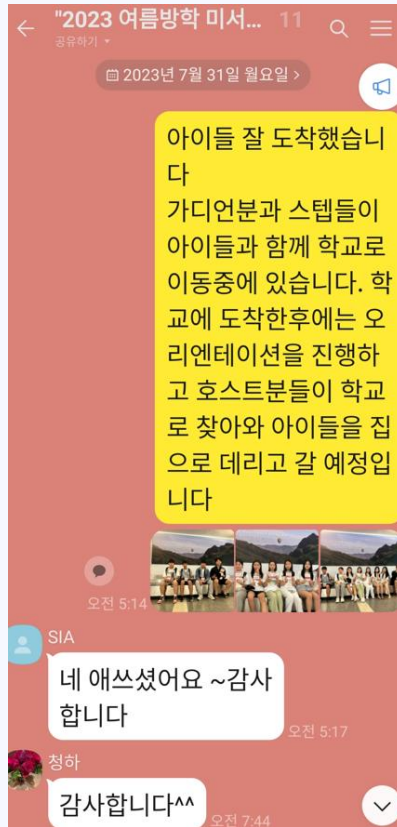 "2023 여름방학 미서... 11
공유하기
2023년 7월 31일 월요일 >
아이들 잘 도착했습니
다
가디언분과 스텝들이
아이들과 함께 학교로
이동중에 있습니다. 학
교에 도착한후에는 오
리엔테이션을 진행하
고 호스트분들이 학교
로 찾아와 아이들을 집
으로 데리고 갈 예정입
니다
오전 5:14
SIA
네 애쓰셨어요 ~감사
합니다
오전 5:17
청하
감사합니다^^
오전 7:44